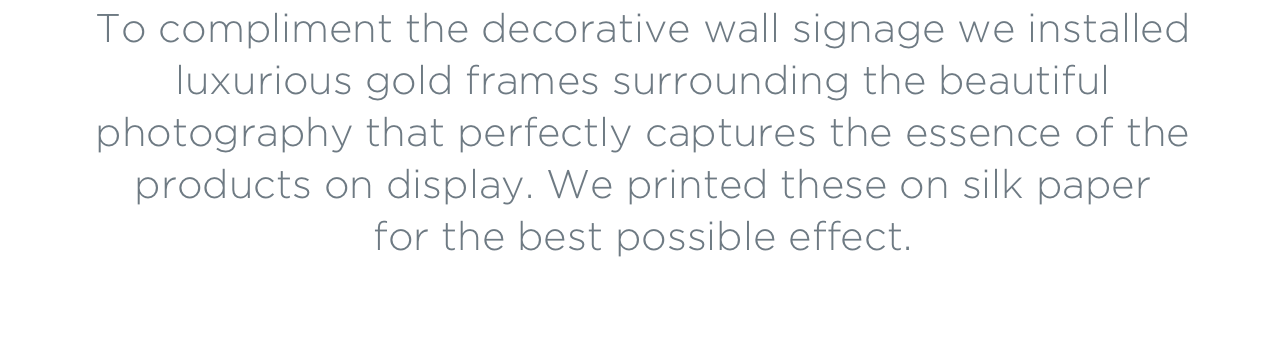 To compliment the decorative wall signage we installed
luxurious gold frames surrounding the beautiful
photography that perfectly captures the essence of the
products on display. We printed these on silk paper
for the best possible effect.